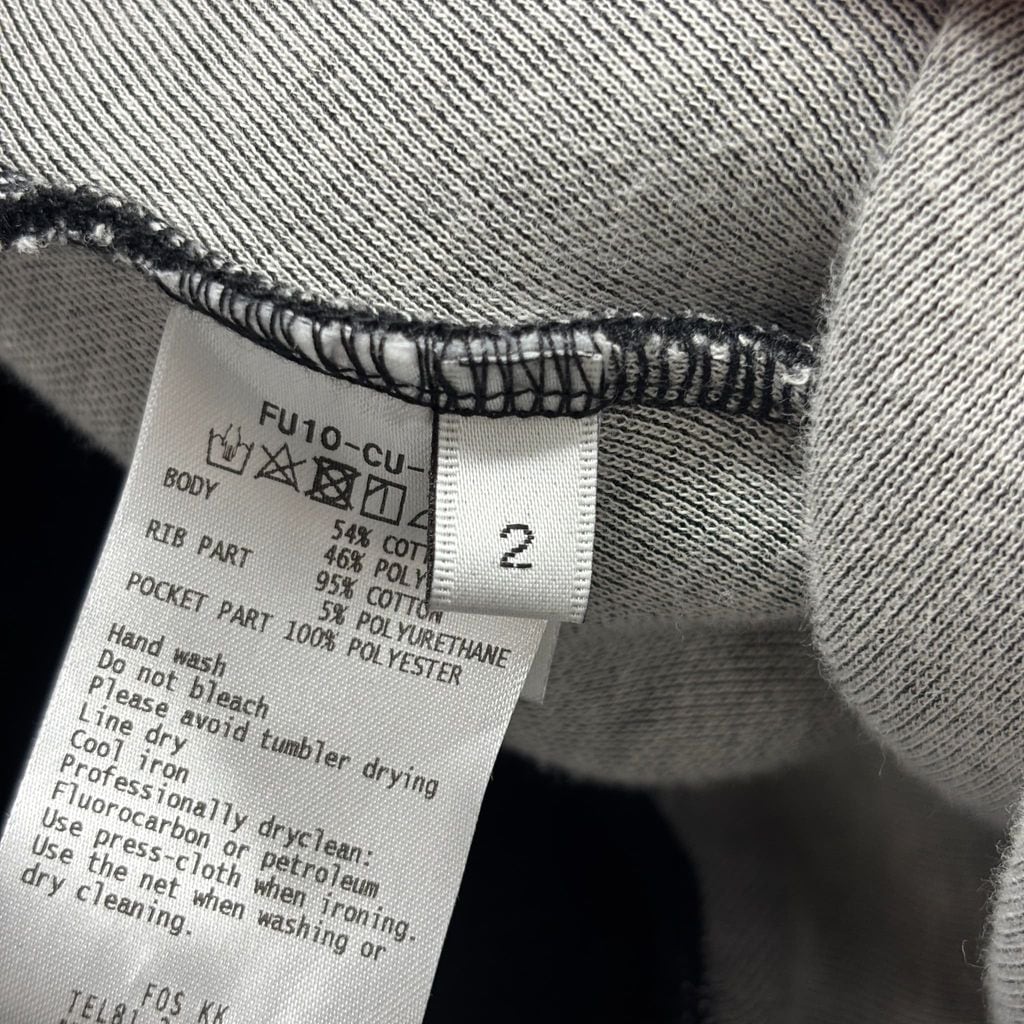 FU10-Cu-
BODY 54% COTT
46% POLY
RIB PART 95% COTTON
5% POLYURETHANE
POCKET PART 100% POLYESTER
Hand wash
Do not bleach
Please avoid tumbler drying
Line dry
Cool iron
Professionally dryclean:
Fluorocarbon or petroleum
Use press-cloth when ironing.
Use the net when washing or
dry cleaning.
FOS KK
TEL81
2